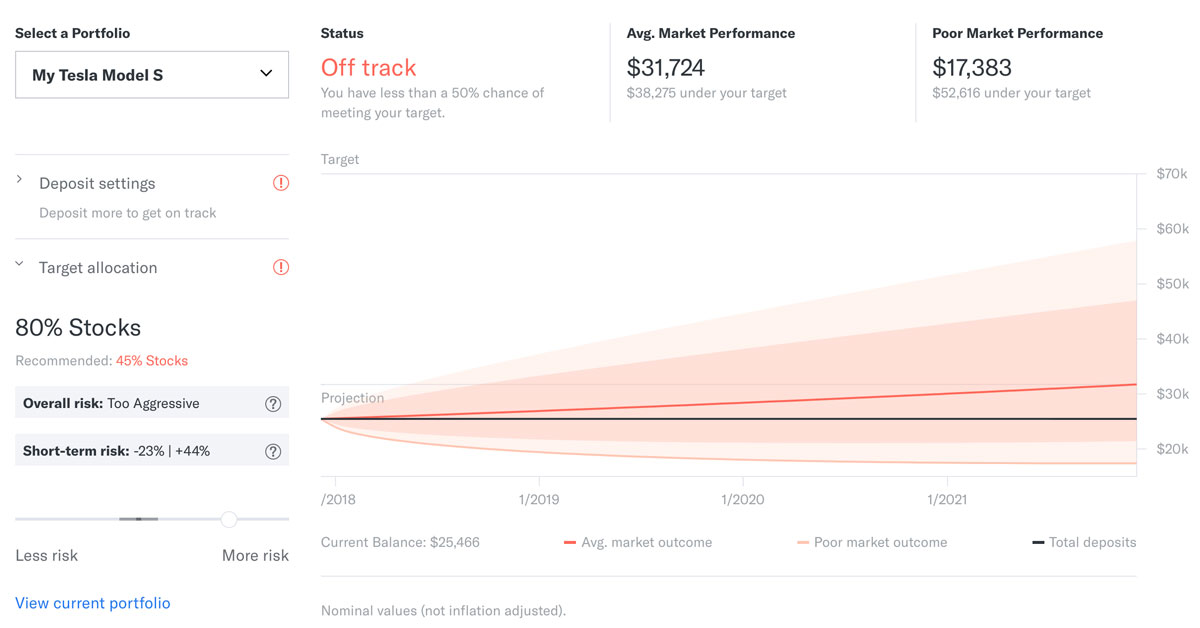 Select a Portfolio
My Tesla Model S
Deposit settings
Deposit more to get on track
Target allocation
80% Stocks
Recommended: 45% Stocks
Overall risk: Too Aggressive
?
Short-term risk: -23% | +44%
?
Less risk
More risk
View current portfolio
Status
Off track
You have less than a 50% chance of
meeting your target.
Avg. Market Performance
$31,724
$38,275 under your target
Poor Market Performance
$17,383
$52,616 under your target
Target
$70k
$60k
$50k
$40k
$30k
$20k
Projection
/2018
1/2019
1/2020
1/2021
Current Balance: $25,466
Avg. market outcome
Poor market outcome
Total deposits
Nominal values (not inflation adjusted).